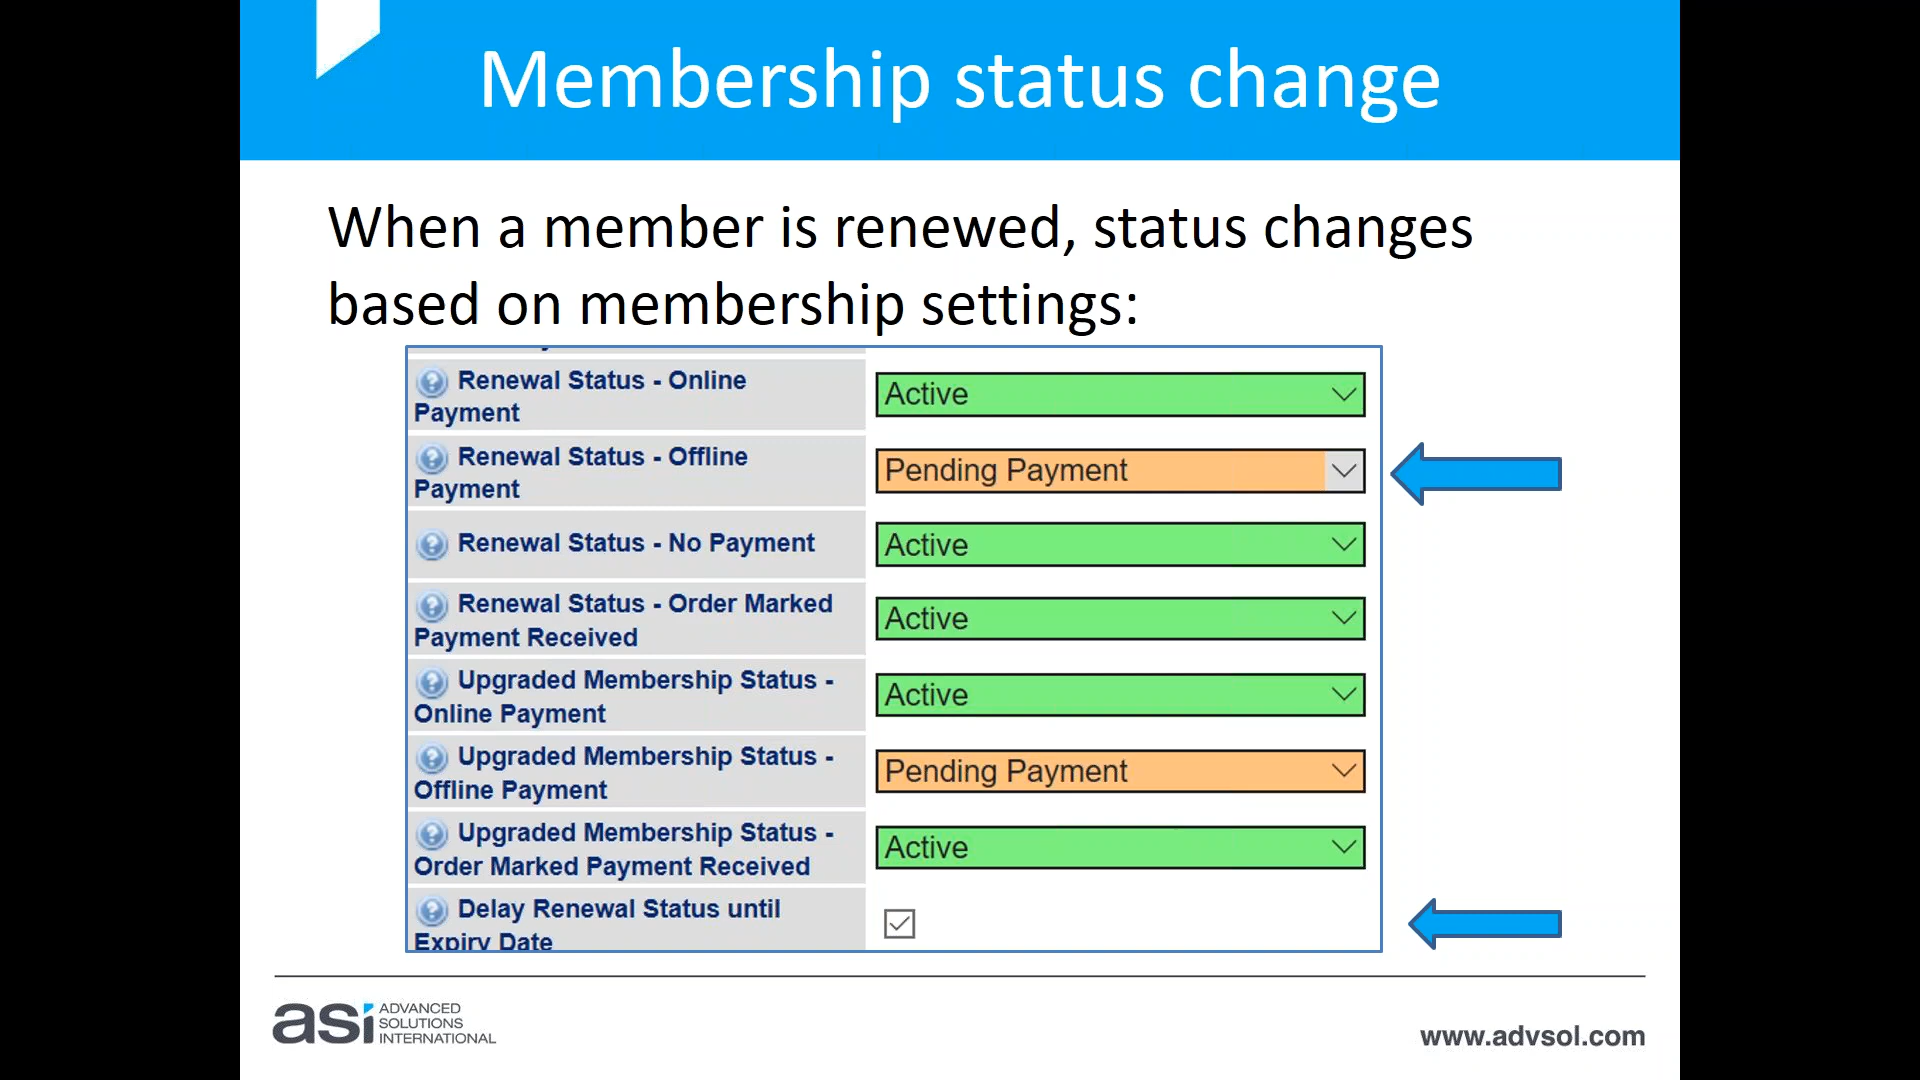 Membership status change
When a member is renewed, status changes
based on membership settings:
Renewal Status - Online
Payment
Active
Renewal Status - Offline
Payment
Pending Payment
Renewal Status - No Payment
Active
Renewal Status - Order Marked
Payment Received
Active
Upgraded Membership Status -
Online Payment
Active
Upgraded Membership Status -
Offline Payment
Pending Payment
Upgraded Membership Status -
Order Marked Payment Received
Active
Delay Renewal Status until
Expiry Date
asi ADVANCED
SOLUTIONS
INTERNATIONAL
www.advsol.com